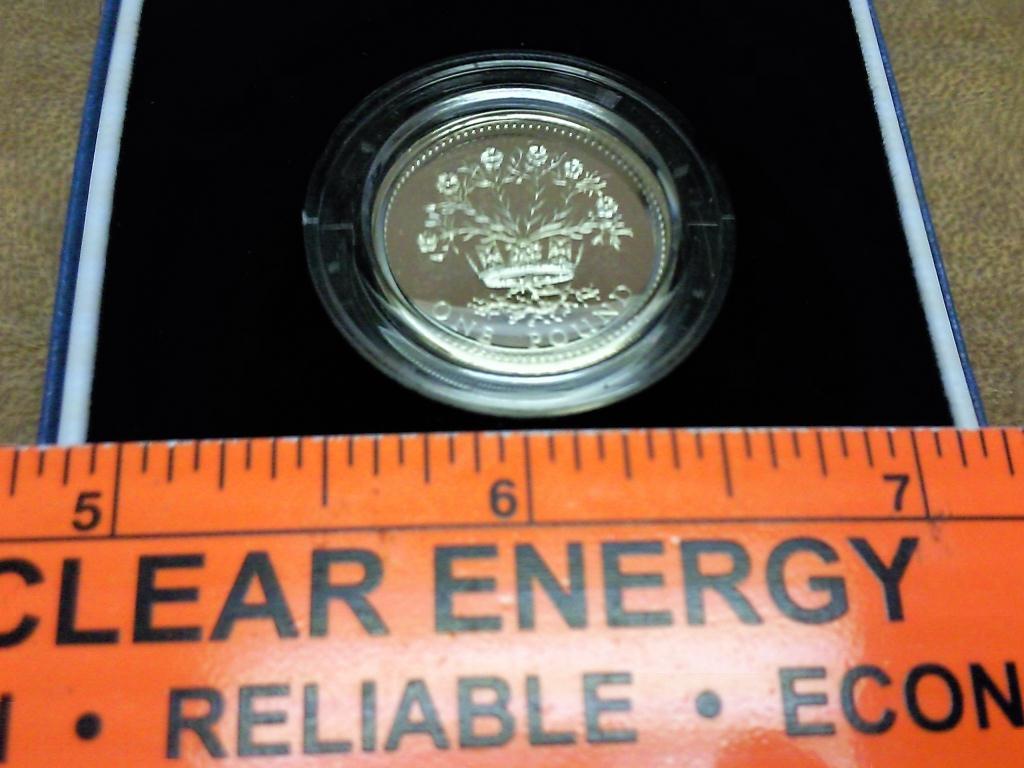 ONE POUND
5 6 7
CLEAR ENERGY
• RELIABLE • ECON